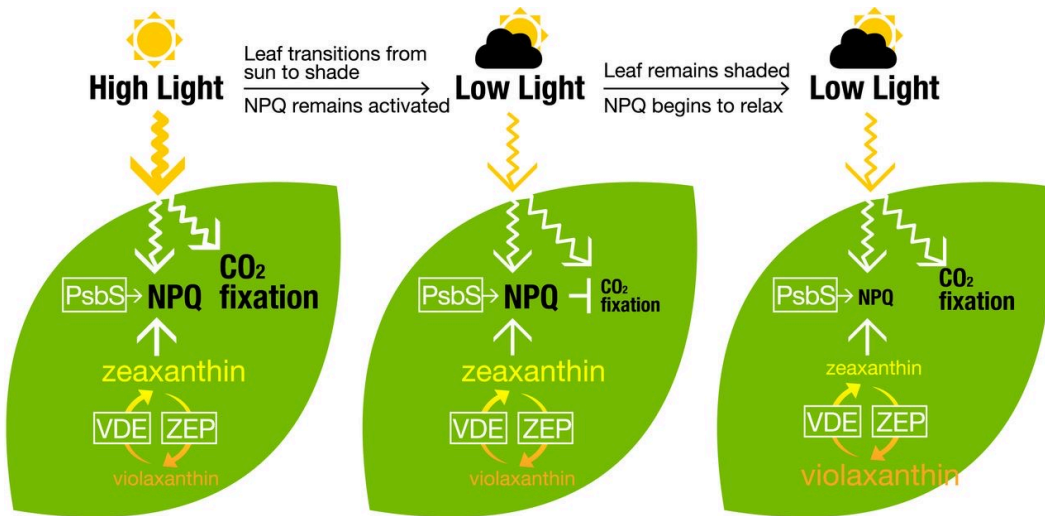 High Light
Leaf transitions from
sun to shade
NPQ remains activated
Low Light
Leaf remains shaded
NPQ begins to relax
Low Light
PsbS
NPQ
CO₂
fixation
zeaxanthin
VDE
ZEP
violaxanthin
PsbS
NPQ
CO₂
fixation
zeaxanthin
VDE
ZEP
violaxanthin
PsbS
NPQ
CO₂
fixation
zeaxanthin
VDE
ZEP
violaxanthin